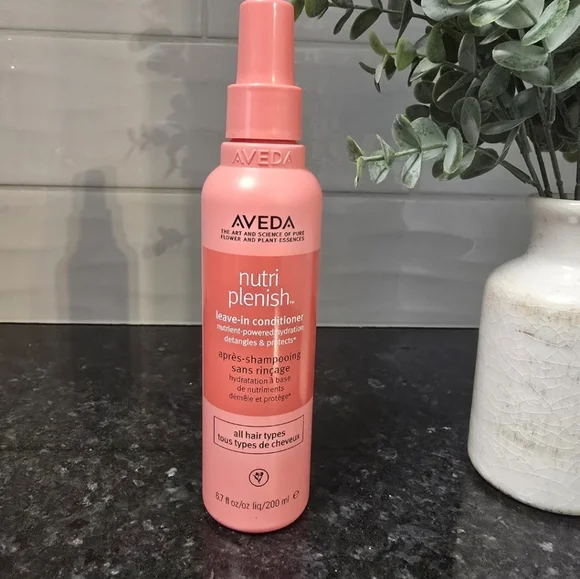 AVEDA
AVEDA
THE ART AND SCIENCE OF PURE
FLOWER AND PLANT ESSENCES
nutri
plenish™
leave-in conditioner
nutrient-powered hydration
detangles & protects*
après-shampooing
sans rinçage
hydratation à base
de nutriments
démêle et protège*
all hair types
tous types de cheveux
6.7 fl oz/oz liq/200 ml ℮